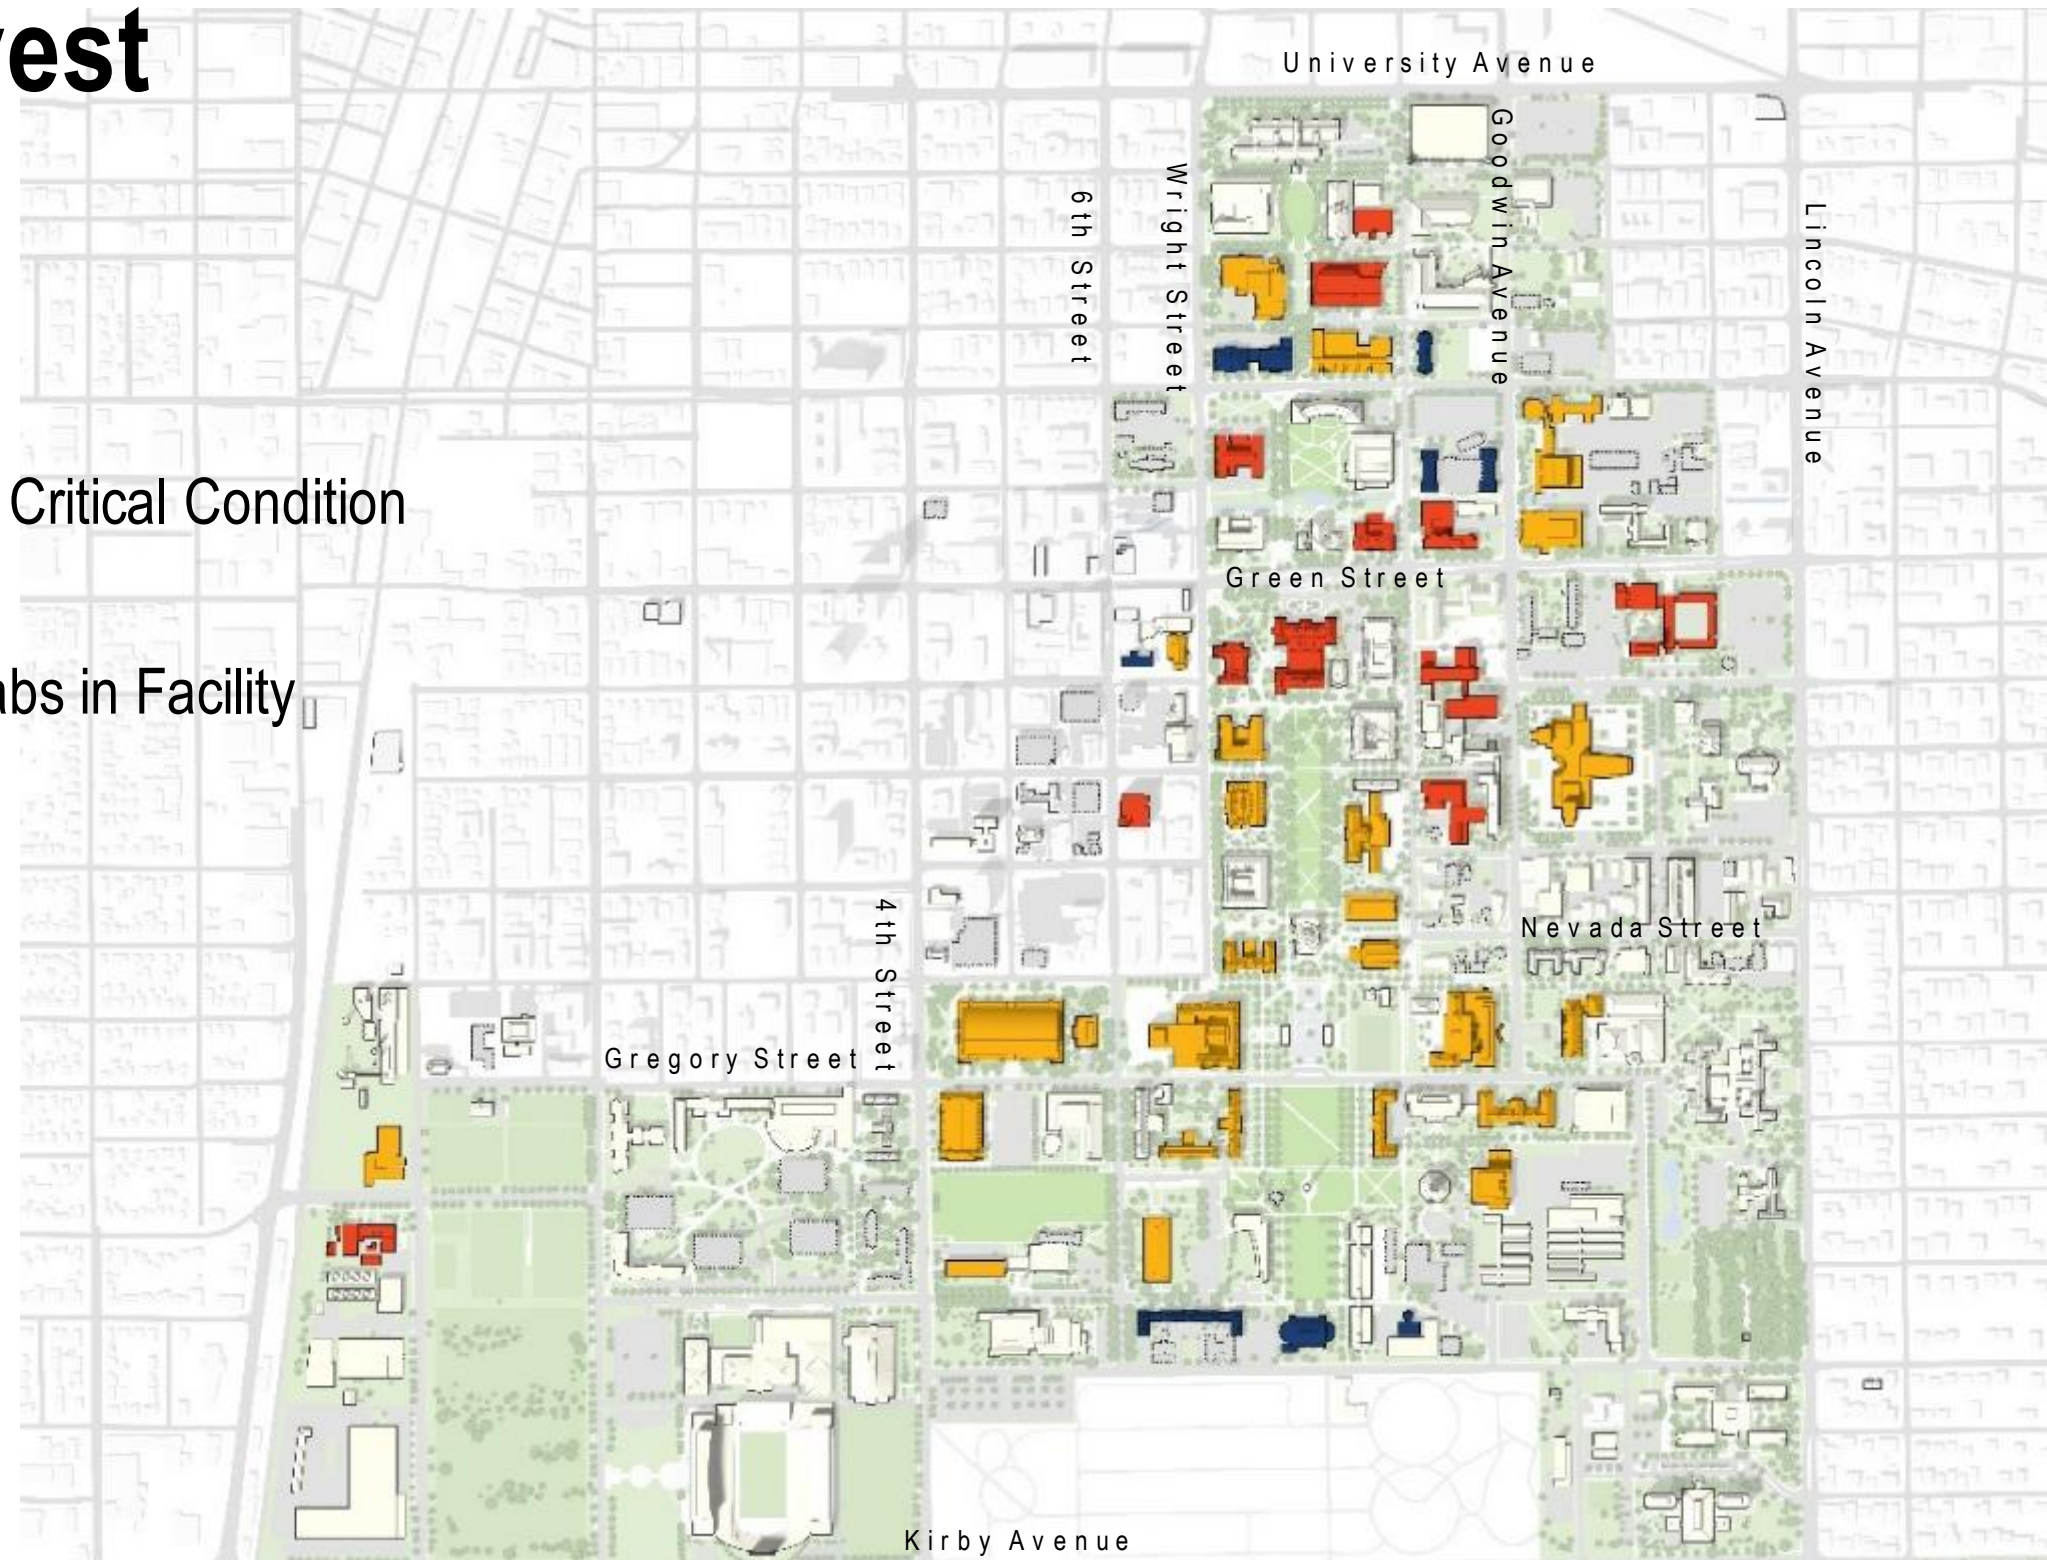 vest
University Avenue
Goodwin Avenue
Wright Street
6th Street
Lincoln Avenue
Critical Condition
Green Street
abs in Facility
4th Street
Nevada Street
Gregory Street
Kirby Avenue